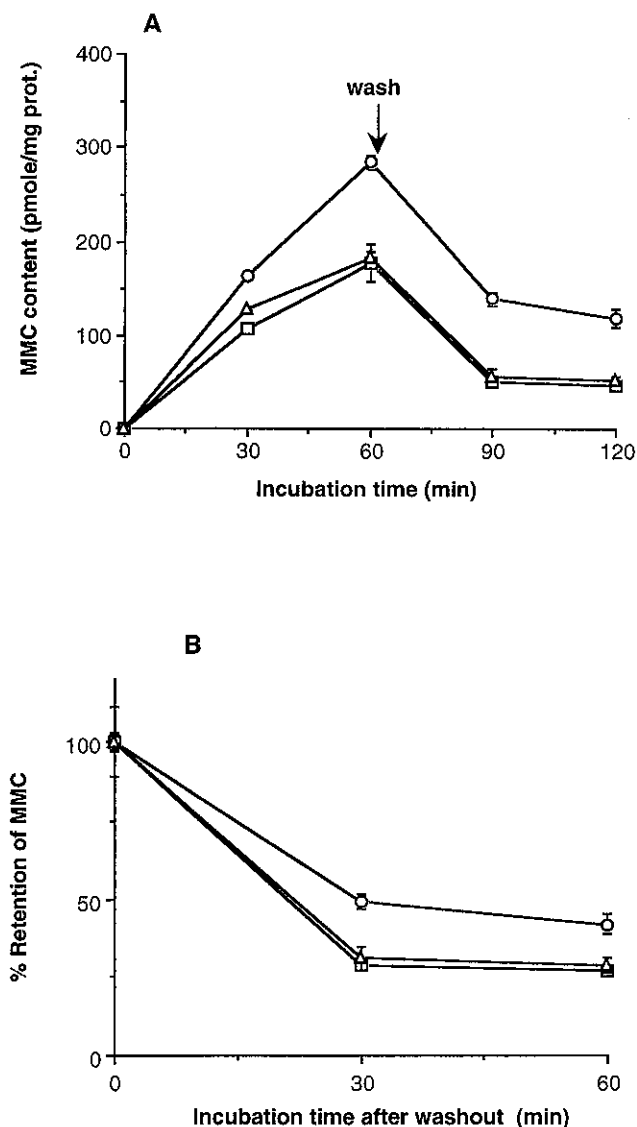 A
400
300
200
100
0
MMC content (pmole/mg prot.)
wash
0 30 60 90 120
Incubation time (min)
B
100
50
0
% Retention of MMC
0 30 60
Incubation time after washout (min)